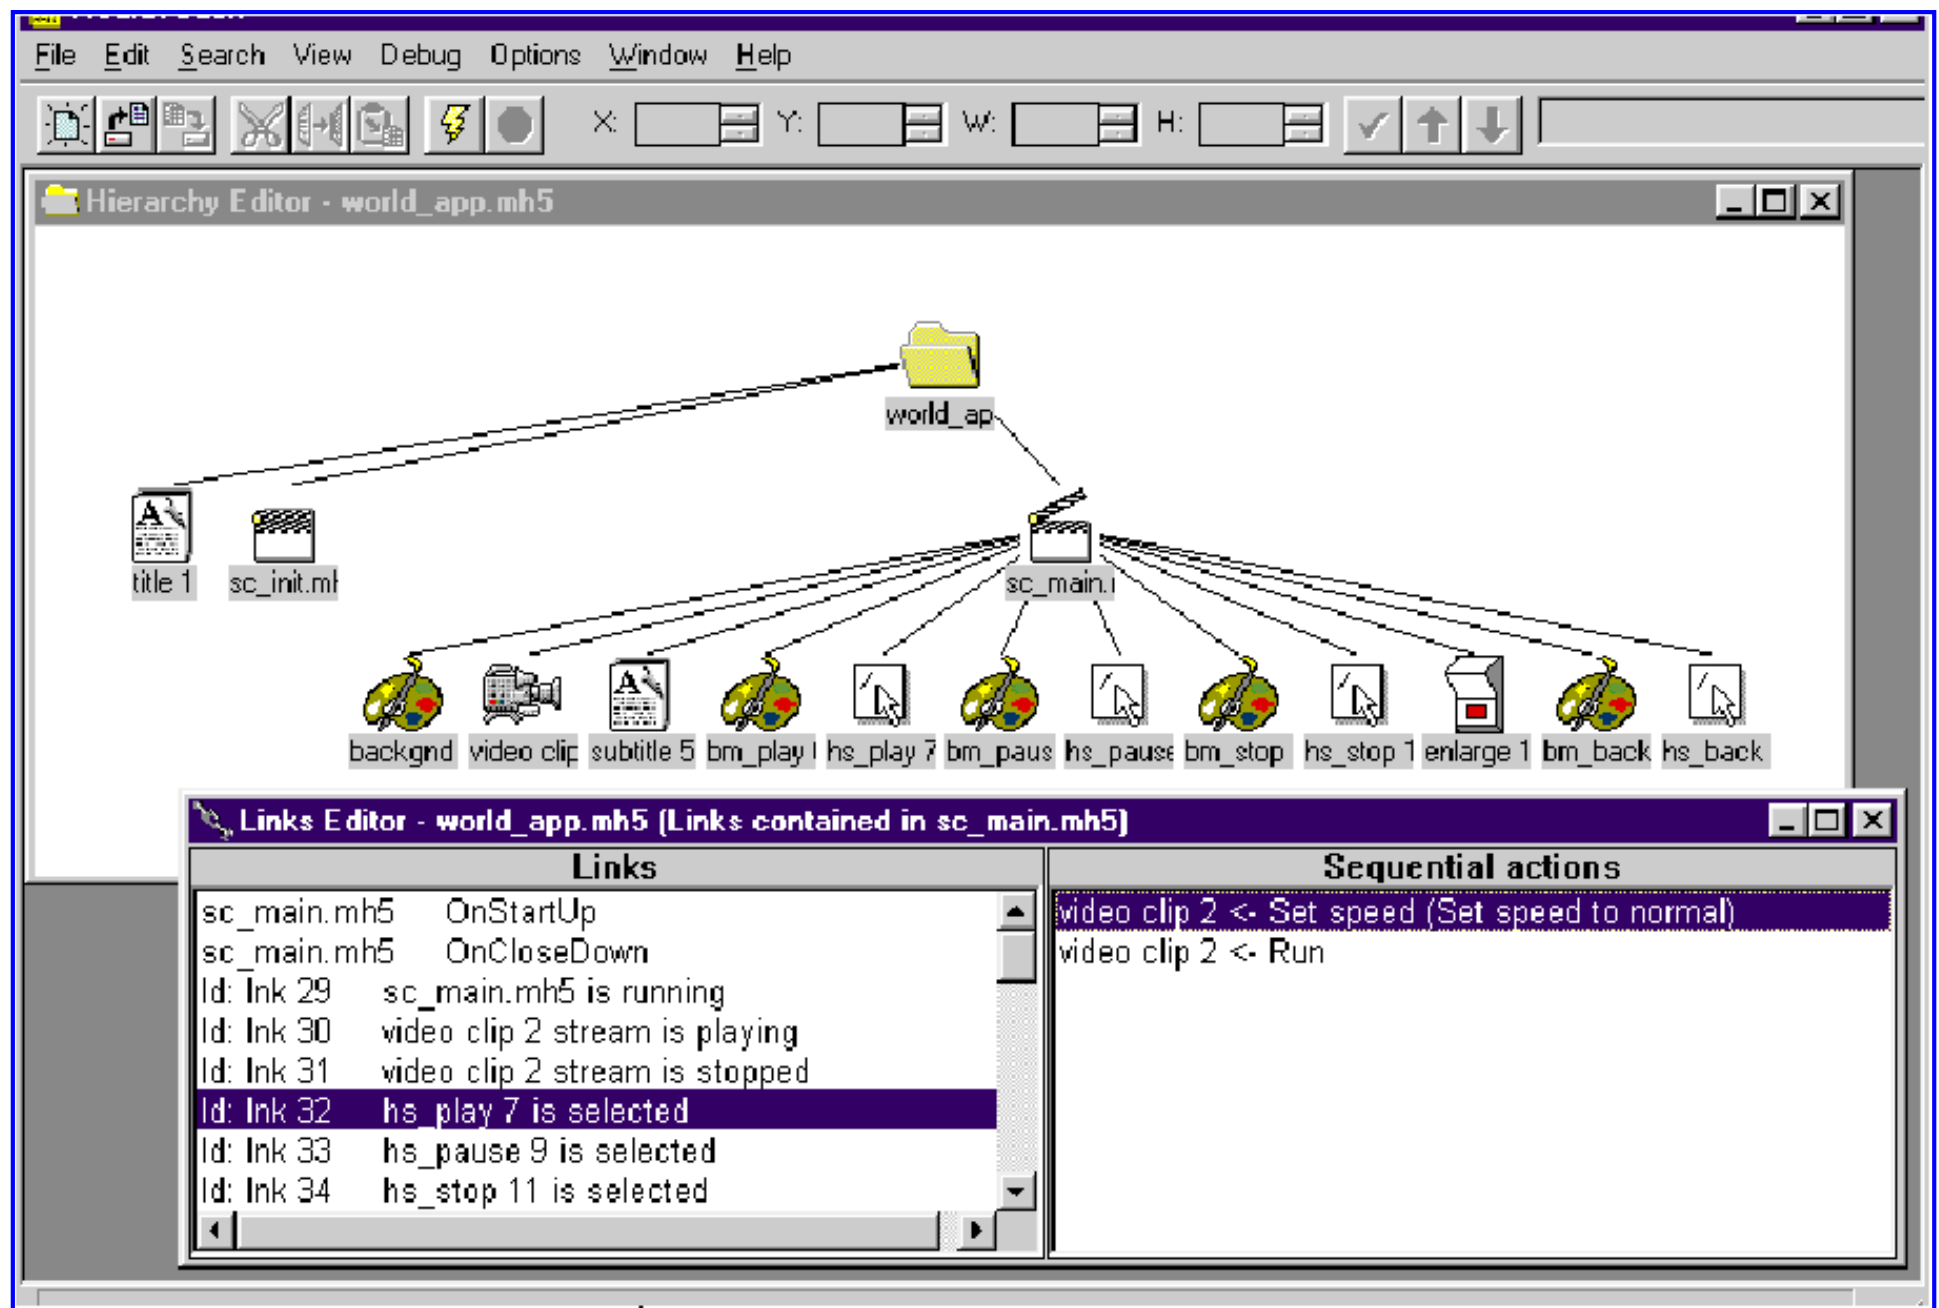 File Edit Search View Debug Options Window Help
X: Y: W: H:
Hierarchy Editor - world_app.mh5
world_ap
title 1 sc_init.mh sc_main.
backgnd video clip subtitle 5 bm_play hs_play 7 bm_paus hs_pause bm_stop hs_stop 1 enlarge 1 bm_back hs_back
Links Editor - world_app.mh5 (Links contained in sc_main.mh5)
Links Sequential actions
sc_main.mh5 OnStartUp video clip 2 <- Set speed (Set speed to normal)
sc_main.mh5 OnCloseDown video clip 2 <- Run
Id: lnk 29 sc_main.mh5 is running
Id: lnk 30 video clip 2 stream is playing
Id: lnk 31 video clip 2 stream is stopped
Id: lnk 32 hs_play 7 is selected
Id: lnk 33 hs_pause 9 is selected
Id: lnk 34 hs_stop 11 is selected